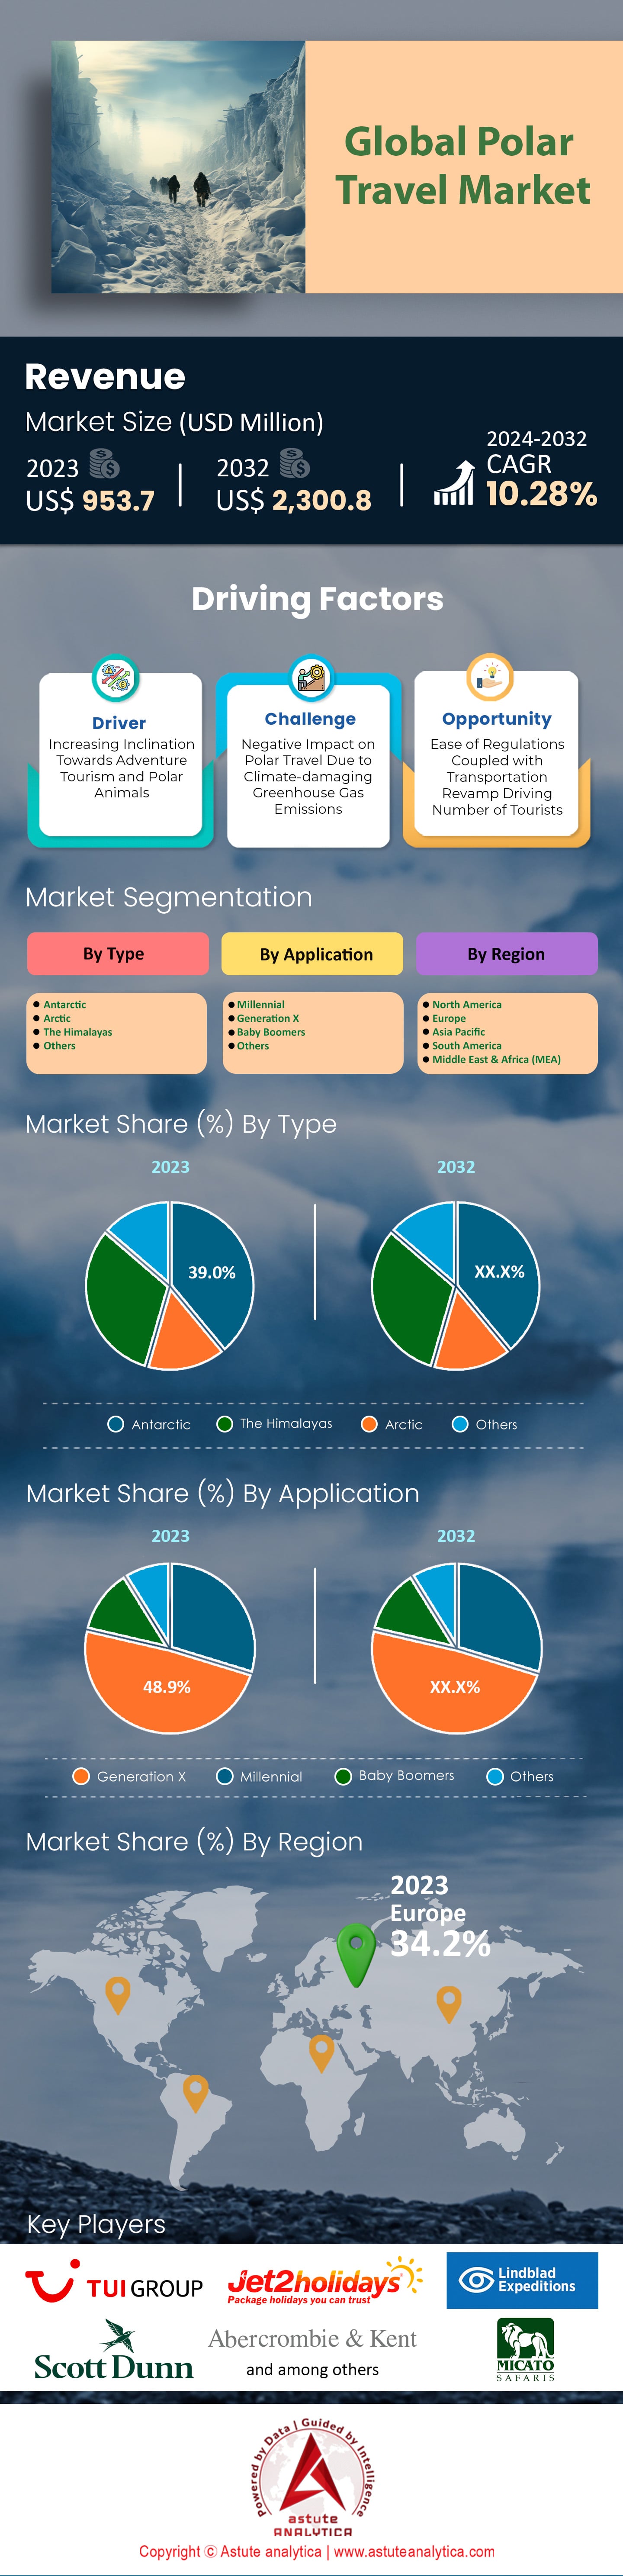 Global Polar
Travel Market
Revenue
Market Size (USD Million)
2023
US$ 953.7
2032
US$ 2,300.8
2024-2032
CAGR
10.28%
Driving Factors
Driver
Increasing Inclination
Towards Adventure
Tourism and Polar
Animals
Challenge
Negative Impact on
Polar Travel Due to
Climate-damaging
Greenhouse Gas
Emissions
Opportunity
Ease of Regulations
Coupled with
Transportation
Revamp Driving
Number of Tourists
Market Segmentation
By Type
Antarctic
Arctic
The Himalayas
Others
By Application
Millennial
Generation X
Baby Boomers
Others
By Region
North America
Europe
Asia Pacific
South America
Middle East & Africa (MEA)
Market Share (%) By Type
2023
39.0%
2032
XX.X%
Antarctic
The Himalayas
Arctic
Others
Market Share (%) By Application
2023
48.9%
2032
XX.X%
Generation X
Millennial
Baby Boomers
Others
Market Share (%) By Region
2023
Europe
34.2%
Key Players
TUI GROUP
Jet2holidays
Package holidays you can trust
Lindblad
Expeditions
Scott Dunn
Abercrombie & Kent
and among others
MICATO
SAFARIS
Powered by Data | Guided by Intelligence
astute
ANALYTICA
Copyright © Astute analytica | www.astuteanalytica.com